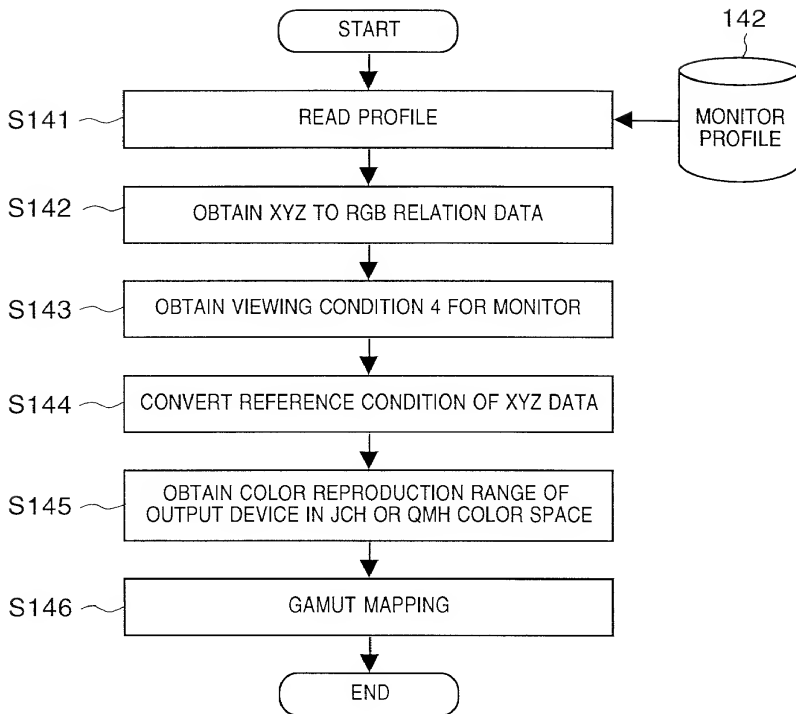 START
142
MONITOR
PROFILE
S141
READ PROFILE
S142
OBTAIN XYZ TO RGB RELATION DATA
S143
OBTAIN VIEWING CONDITION 4 FOR MONITOR
S144
CONVERT REFERENCE CONDITION OF XYZ DATA
S145
OBTAIN COLOR REPRODUCTION RANGE OF
OUTPUT DEVICE IN JCH OR QMH COLOR SPACE
S146
GAMUT MAPPING
END